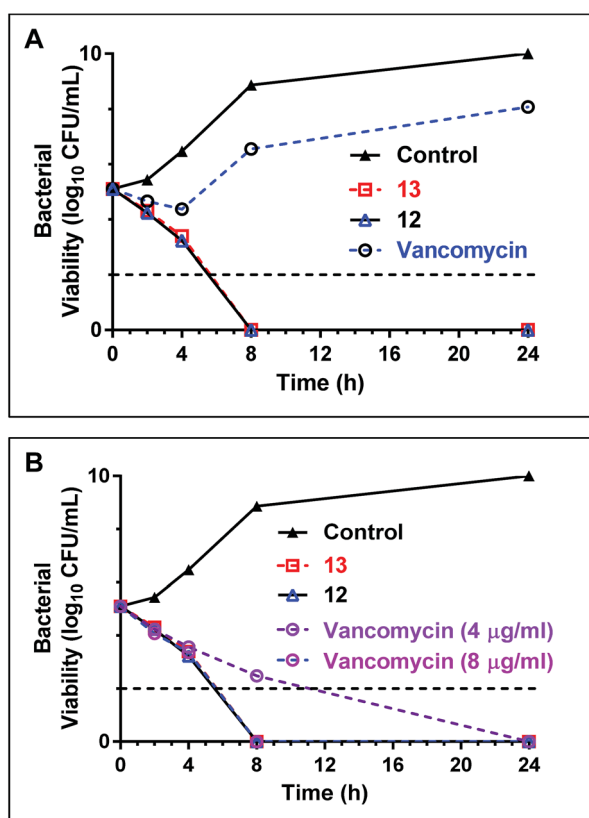 A
10
0
Bacterial
Viability (log₁₀ CFU/mL)
Control
13
12
Vancomycin
0 4 8 12 16 20 24
Time (h)
B
10
0
Bacterial
Viability (log₁₀ CFU/mL)
Control
13
12
Vancomycin (4 μg/ml)
Vancomycin (8 μg/ml)
0 4 8 12 16 20 24
Time (h)